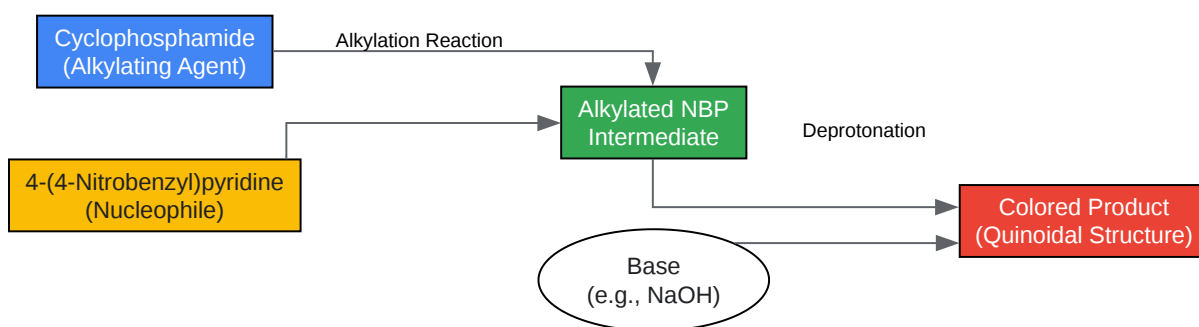 Cyclophosphamide
(Alkylating Agent)
Alkylation Reaction
4-(4-Nitrobenzyl)pyridine
(Nucleophile)
Alkylated NBP
Intermediate
Deprotonation
Base
(e.g., NaOH)
Colored Product
(Quinoidal Structure)